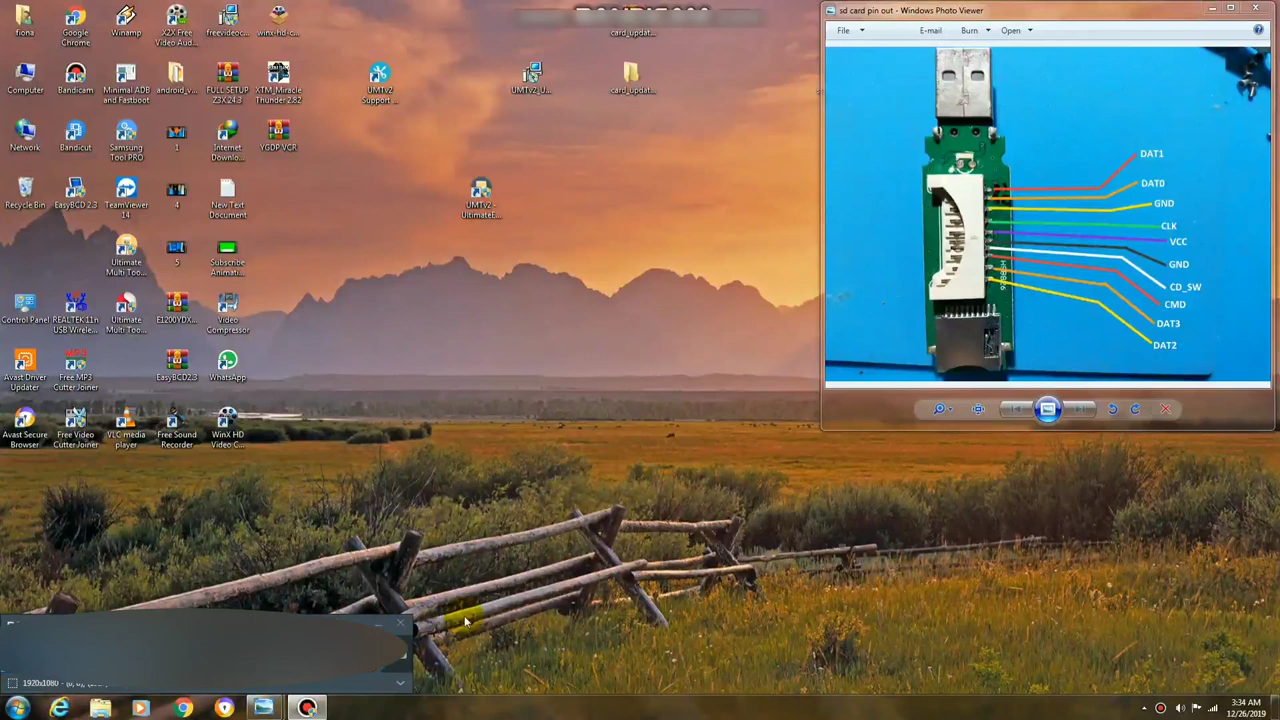 fiona
Google
Chrome
Winamp
X2X Free
Video Aud...
freevideoc...
winx-hd-c...
card_updat...
Computer
Bandicam
Minimal ADB
and Fastboot
android_v...
FULL SETUP
Z3X 24.3
XTM_Miracle
Thunder 2.82
UMTv2
Support ...
UMTv2_U...
card_updat...
Network
Bandicut
Samsung
Tool PRO
1
Internet
Downlo...
YGDP VCR
Recycle Bin
EasyBCD 2.3
TeamViewer
14
4
New Text
Document
UMTv2 -
UltimateE...
Ultimate
Multi Too...
5
Subscribe
Animati...
Control Panel
REALTEK11n
USB Wirele...
Ultimate
Multi Too...
E1200YDX...
Video
Compressor
Avast Driver
Updater
Free MP3
Cutter Joiner
EasyBCD2.3
WhatsApp
Avast Secure
Browser
Free Video
Cutter Joiner
VLC media
player
Free Sound
Recorder
WinX HD
Video C...
sd card pin out - Windows Photo Viewer
File
E-mail
Burn
Open
DAT1
DAT0
GND
CLK
VCC
GND
CD_SW
CMD
DAT3
DAT2
3:34 AM
12/26/2019